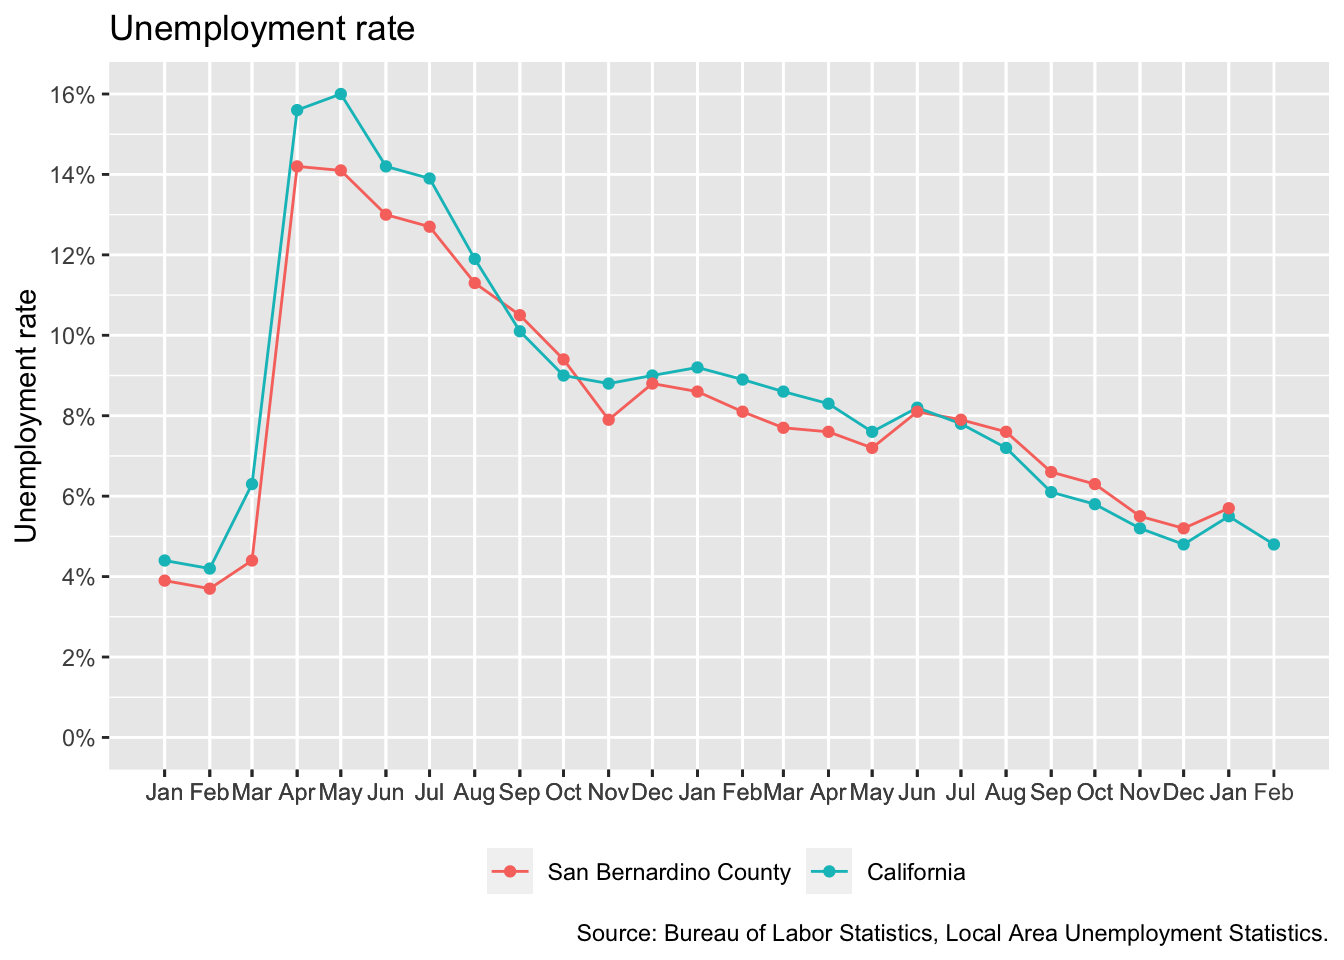 Unemployment rate
Unemployment rate
16%
14%
12%
10%
8%
6%
4%
2%
0%
Jan Feb Mar Apr May Jun Jul Aug Sep Oct Nov Dec Jan Feb Mar Apr May Jun Jul Aug Sep Oct Nov Dec Jan Feb
San Bernardino County California
Source: Bureau of Labor Statistics, Local Area Unemployment Statistics.